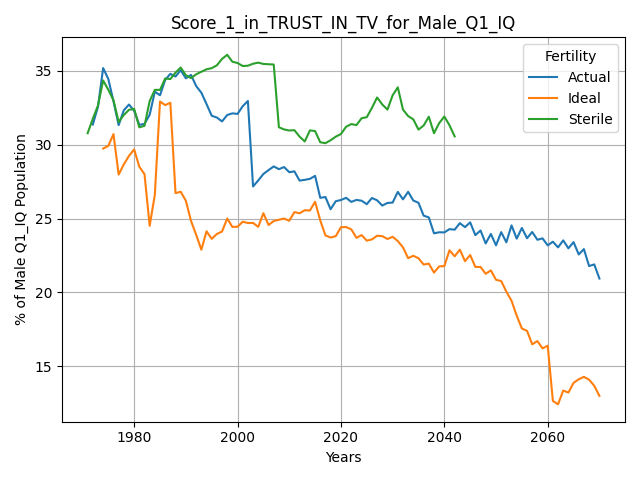 Score_1_in_TRUST_IN_TV_for_Male_Q1_IQ
Fertility
Actual
Ideal
Sterile
% of Male Q1_IQ Population
35
30
25
20
15
1980
2000
2020
2040
2060
Years